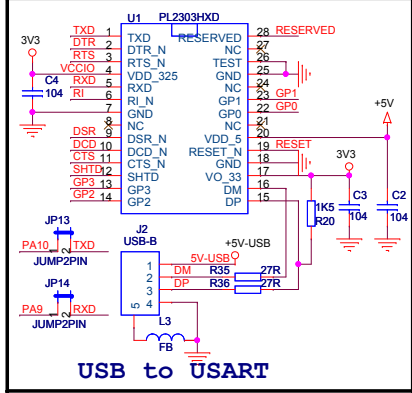 U1 PL2303HXD
TXD 1 TXD RESERVED 28 RESERVED
3V3 DTR 2 DTR_N NC 27
RTS 3 RTS_N TEST 26
VCCIO 4 VDD_325 GND 25
C4 RXD 5 RXD NC 24
104 RI 6 RI_N GP1 23 GP1
7 GND GP0 22 GP0
8 NC NC 21 +5V
DSR 9 DSR_N VDD_5 20
DCD 10 DCD_N RESET_N 19 RESET
CTS 11 CTS_N GND 18 3V3
SHTD 12 SHTD VO_33 17
GP3 13 GP3 DM 16 C3 C2
GP2 14 GP2 DP 15 1K5
104 104
R20
JP13 J2
USB-B +5V-USB
PA10 1 2 TXD 1 5V-USB
JUMP2PIN 2 DM R35 27R
JP14 3 DP R36 27R
PA9 1 2 RXD 5 4
JUMP2PIN L3
FB
USB to USART